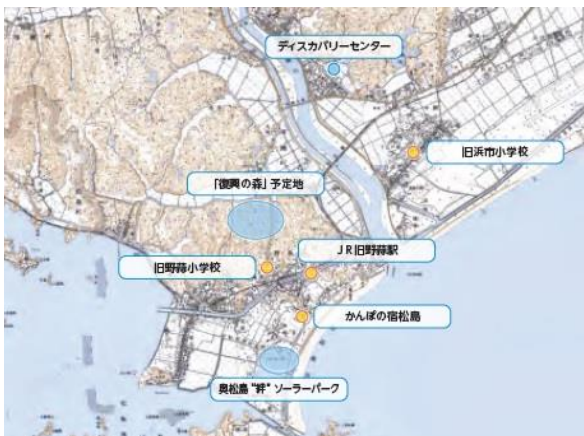 ディスカバリーセンター
旧浜市小学校
「復興の森」予定地
JR旧野蒜駅
旧野蒜小学校
かんぽの宿松島
奥松島“絆”ソーラーパーク